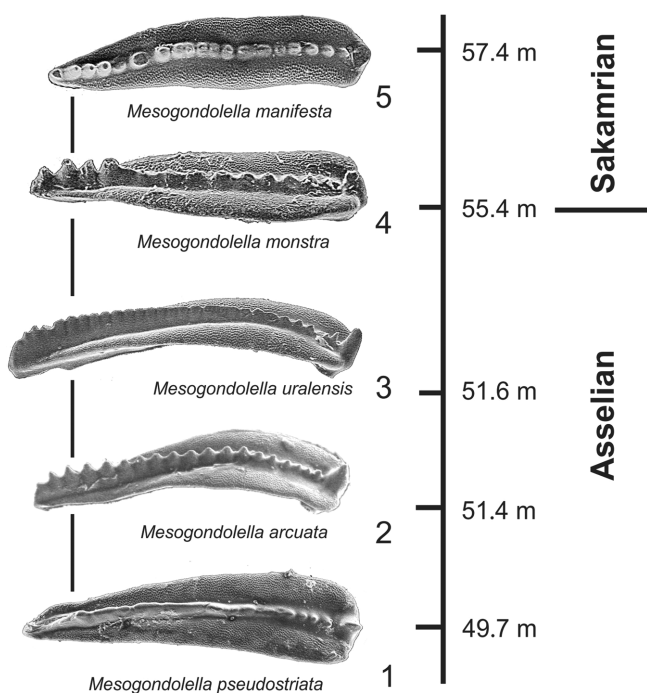 57.4 m
5
Mesogondolella manifesta
Sakamrian
4
55.4 m
Mesogondolella monstra
Mesogondolella uralensis
3
51.6 m
Asselian
51.4 m
Mesogondolella arcuata
2
49.7 m
Mesogondolella pseudostriata
1